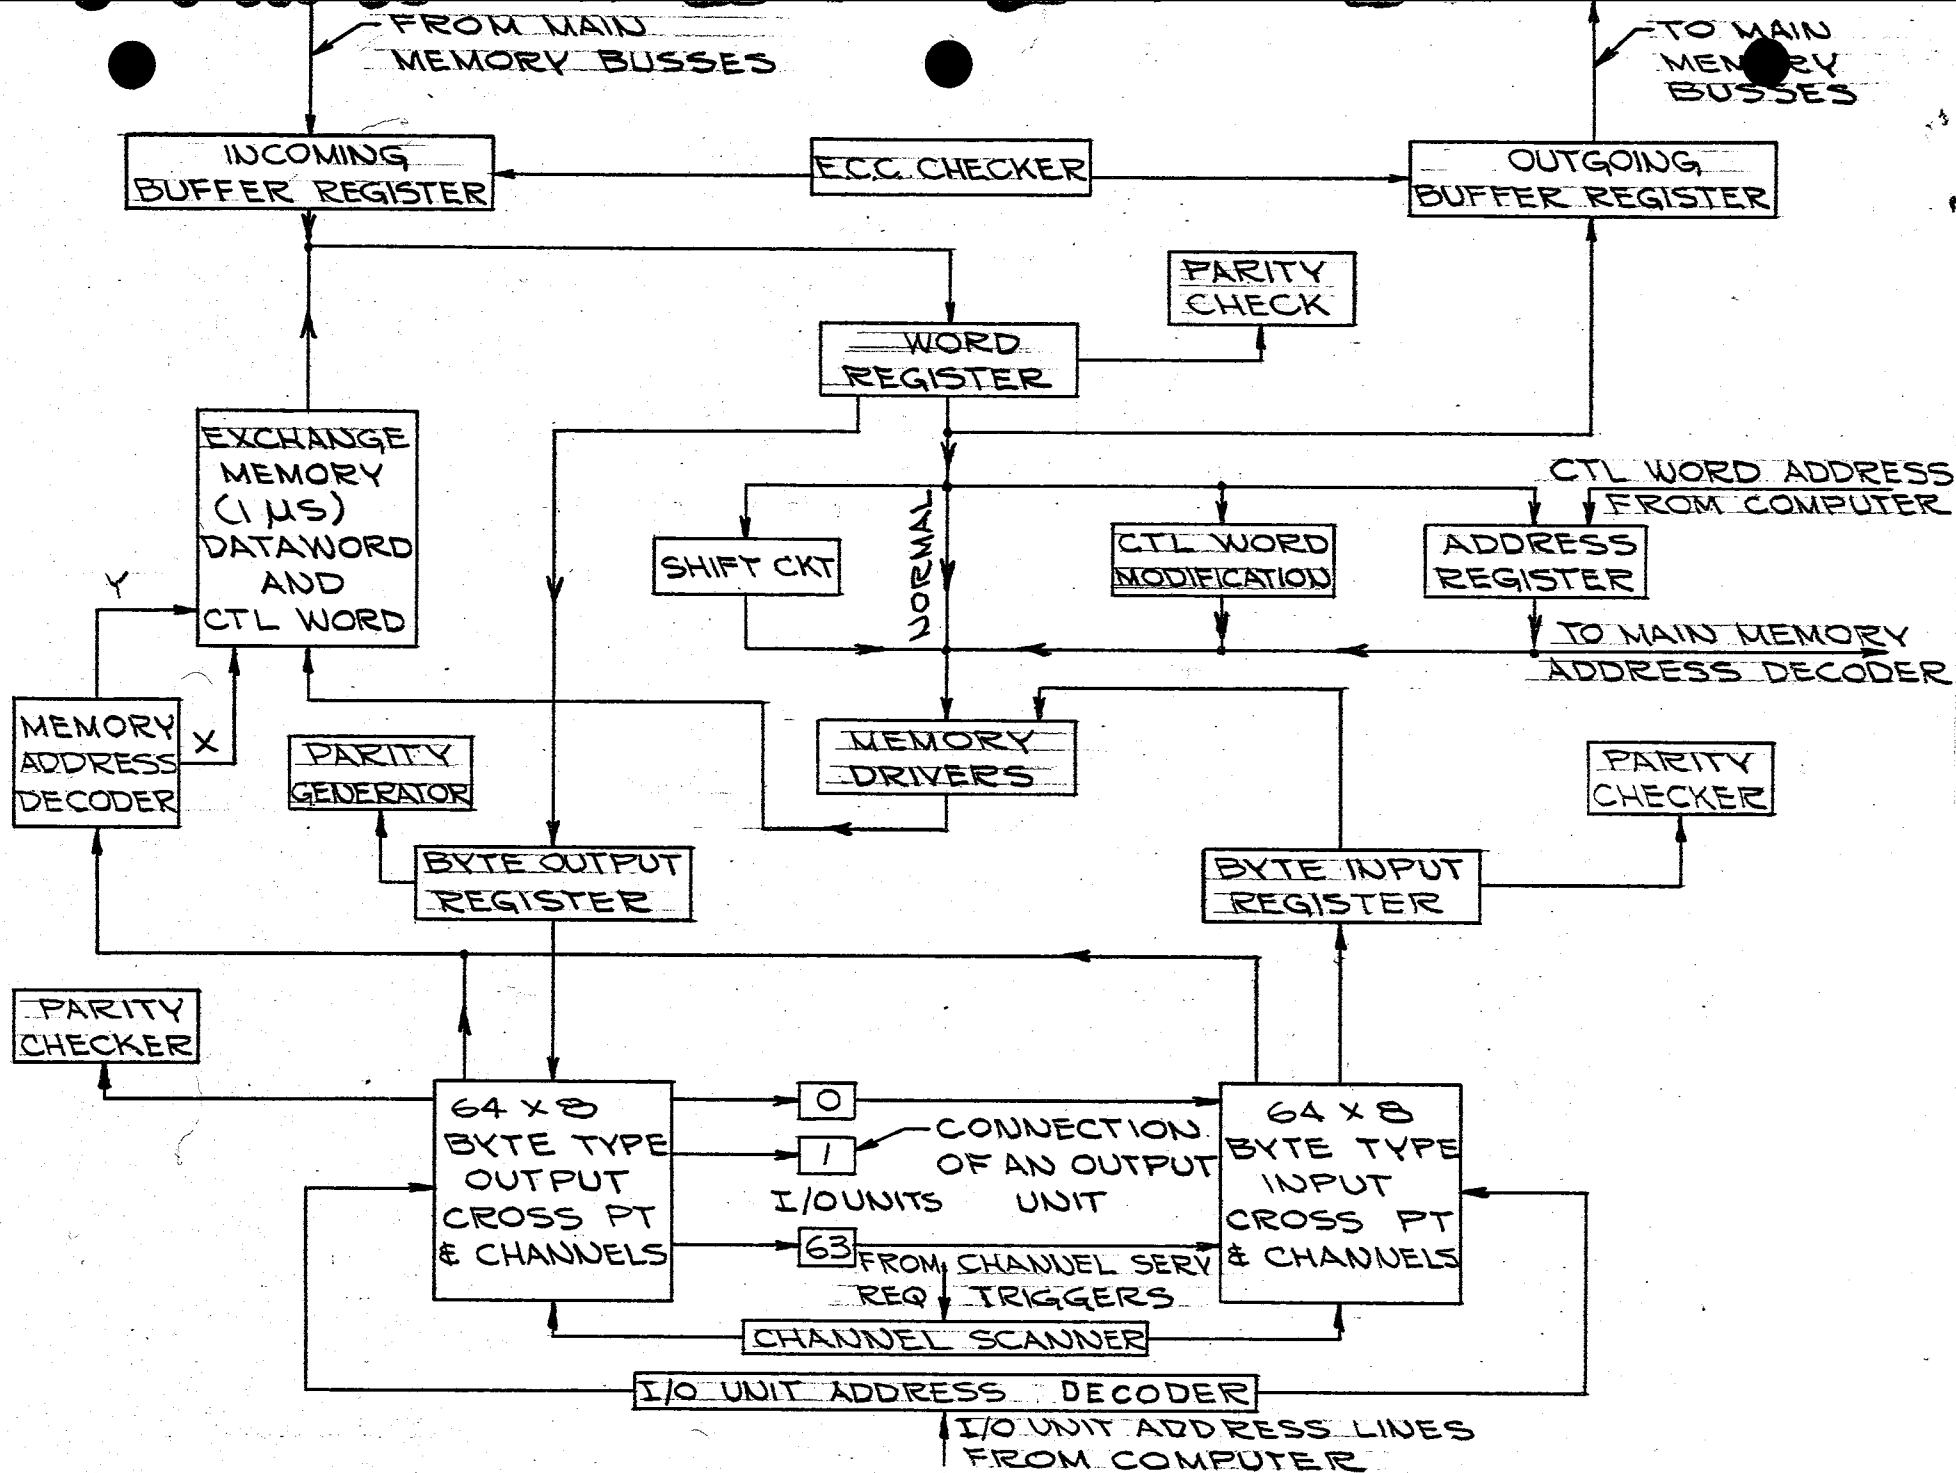 FROM MAIN
MEMORY BUSSES
TO MAIN
MEMORY
BUSSES
INCOMING
BUFFER REGISTER
E.C.C. CHECKER
OUTGOING
BUFFER REGISTER
PARITY
CHECK
WORD
REGISTER
EXCHANGE
MEMORY
(1 μS)
DATAWORD
AND
CTL WORD
CTL WORD ADDRESS
FROM COMPUTER
NORMAL
SHIFT CKT
CTL WORD
MODIFICATION
ADDRESS
REGISTER
Y
TO MAIN MEMORY
ADDRESS DECODER
MEMORY
ADDRESS
DECODER
X
PARITY
GENERATOR
MEMORY
DRIVERS
PARITY
CHECKER
BYTE OUTPUT
REGISTER
BYTE INPUT
REGISTER
PARITY
CHECKER
64 X 8
BYTE TYPE
OUTPUT
CROSS PT
& CHANNELS
0
1
I/O UNITS
63
CONNECTION
OF AN OUTPUT
UNIT
64 X 8
BYTE TYPE
INPUT
CROSS PT
& CHANNELS
FROM CHANNEL SERV
REQ TRIGGERS
CHANNEL SCANNER
I/O UNIT ADDRESS DECODER
I/O UNIT ADDRESS LINES
FROM COMPUTER